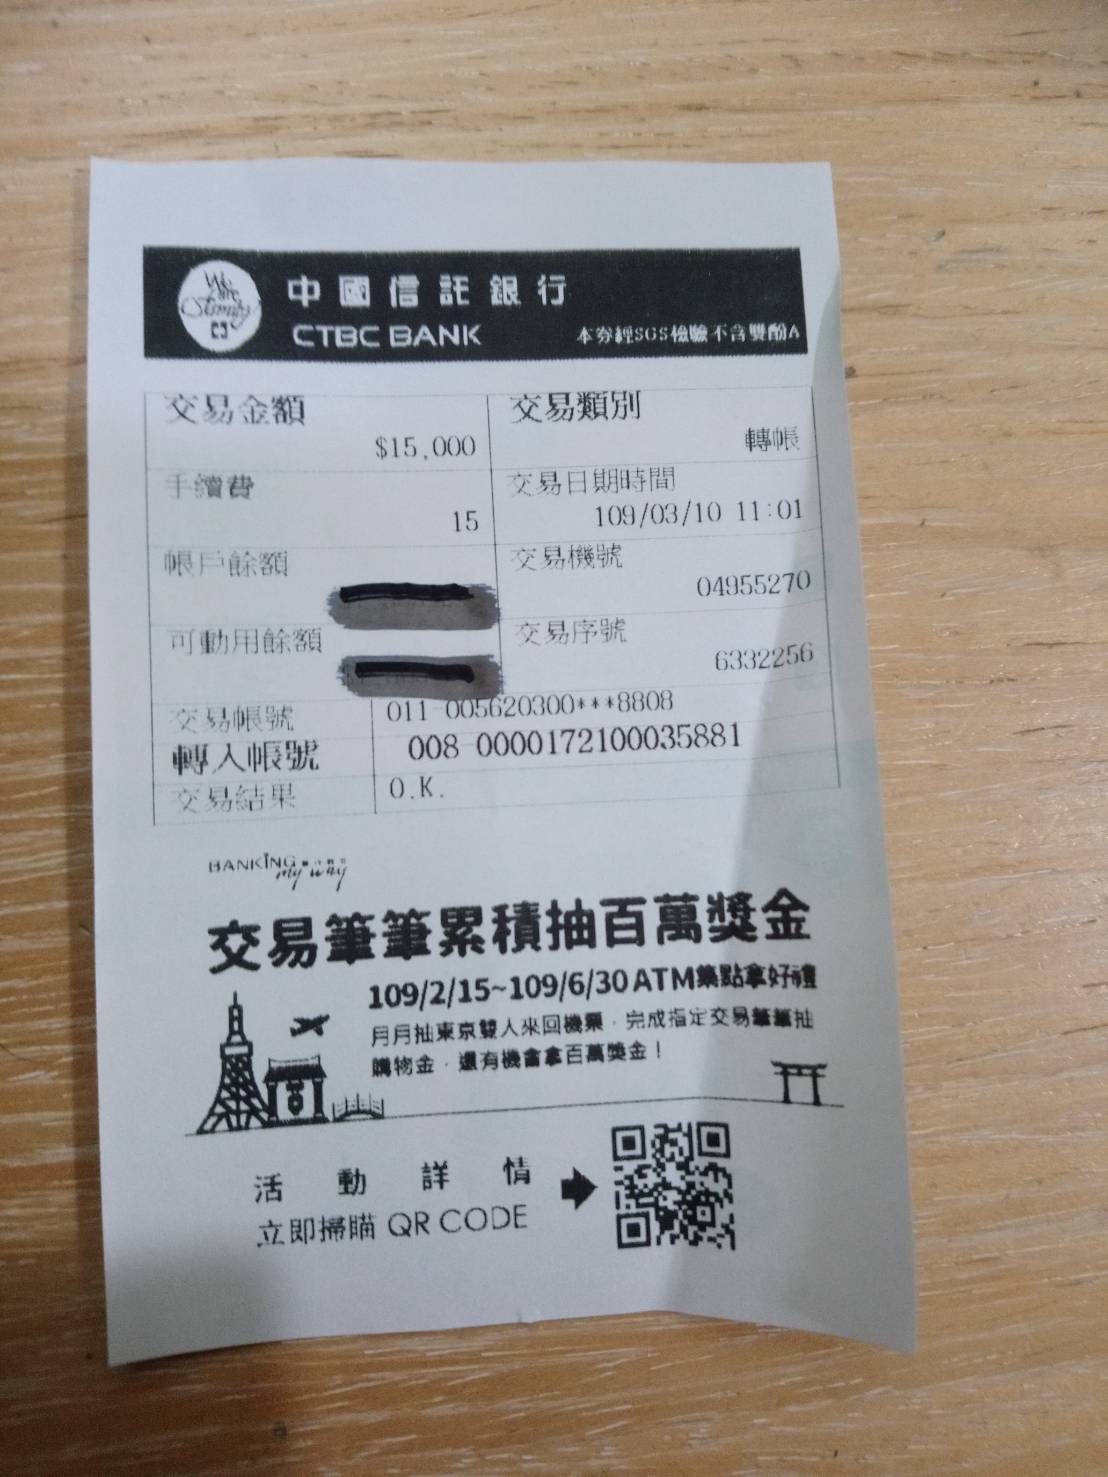 We are family
中國信託銀行
CTBC BANK
本券經SGS檢驗不含雙酚A
交易金額
$15,000
交易類別
轉帳
手續費
15
交易日期時間
109/03/10 11:01
帳戶餘額
交易機號
04955270
可動用餘額
交易序號
6332256
交易帳號 011-005620300***8808
轉入帳號 008 0000172100035881
交易結果 O.K.
BANKING
my way
交易筆筆累積抽百萬獎金
109/2/15~109/6/30 ATM集點拿好禮
月月抽東京雙人來回機票，完成指定交易筆筆抽
購物金，還有機會拿百萬獎金！
活動詳情
立即掃瞄 QR CODE